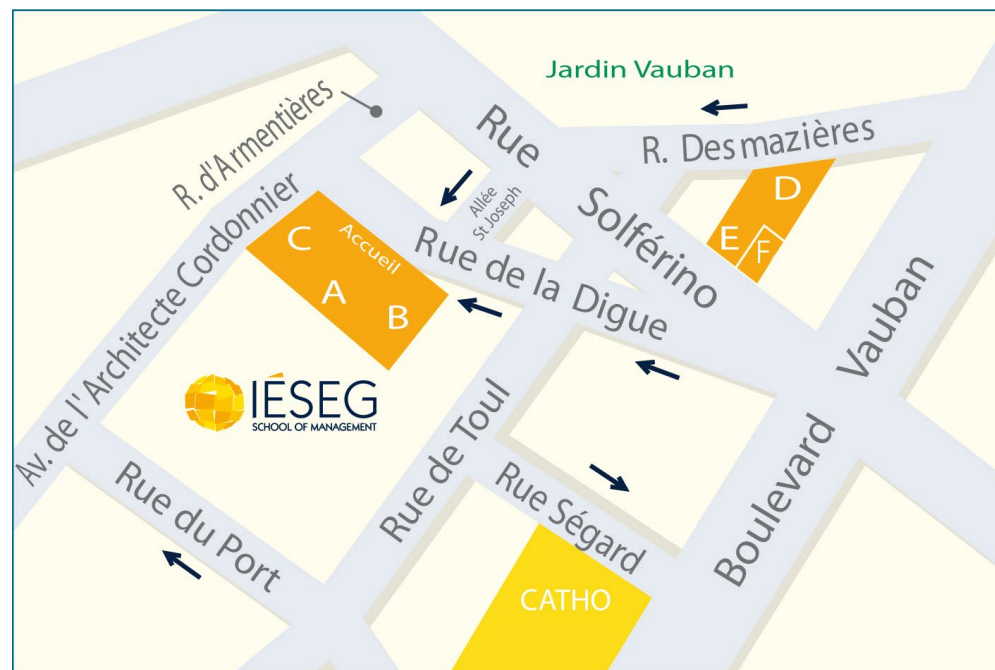 Jardin Vauban
R. Desmazières
Rue
Solférino
R. d'Armentières
Allée
St Joseph
D
E
F
C
Accueil
A
B
Rue de la Digue
Boulevard
Vauban
Av. de l'Architecte Cordonnier
IÉSEG
SCHOOL OF MANAGEMENT
Rue de Toul
Rue Ségard
Rue du Port
CATHO